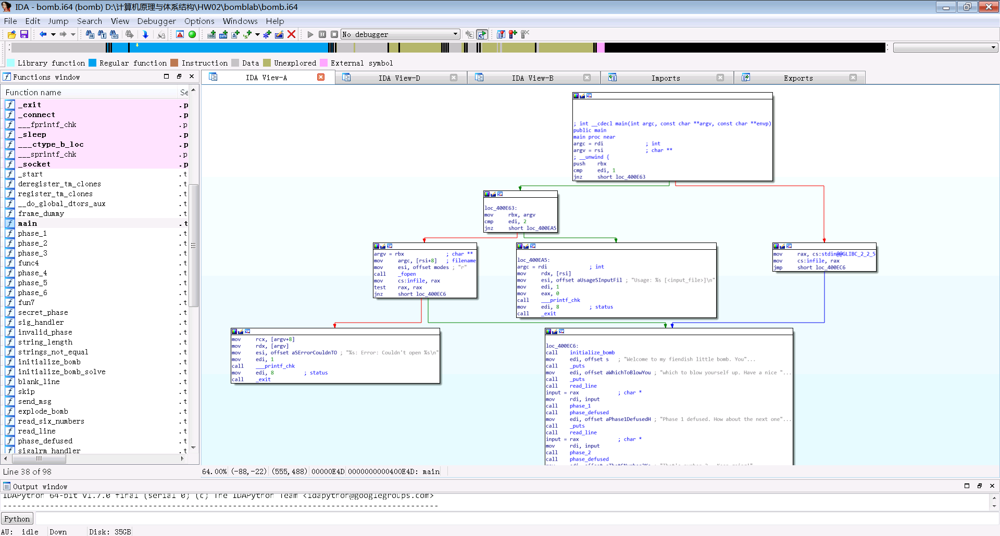 IDA - bomb.i64 (bomb) D:\计算机原理与体系结构\HW02\bomblab\bomb.i64
File Edit Jump Search View Debugger Options Windows Help
No debugger
Library function Regular function Instruction Data Unexplored External symbol
Functions window
IDA View-A IDA View-D IDA View-B Imports Exports
Function name Se
_exit .p
_connect .p
___fprintf_chk .p
_sleep .p
___ctype_b_loc .p
___sprintf_chk .p
_socket .p
_start .t
deregister_tm_clones .t
register_tm_clones .t
__do_global_dtors_aux .t
frame_dummy .t
main .t
phase_1 .t
phase_2 .t
phase_3 .t
func4 .t
phase_4 .t
phase_5 .t
phase_6 .t
fun7 .t
secret_phase .t
sig_handler .t
invalid_phase .t
string_length .t
strings_not_equal .t
initialize_bomb .t
initialize_bomb_solve .t
blank_line .t
skip .t
send_msg .t
explode_bomb .t
read_six_numbers .t
read_line .t
phase_defused .t
sigalrm_handler .t
Line 38 of 98
; int __cdecl main(int argc, const char **argv, const char **envp)
public main
main proc near
argc = rdi ; int
argv = rsi ; char **
; __unwind {
push rbx
cmp edi, 1
jnz short loc_400E63
loc_400E63:
mov rbx, argv
cmp edi, 2
jnz short loc_400EA5
argv = rbx ; char **
mov argc, [rsi+8] ; filename
mov esi, offset modes ; "r"
call _fopen
mov cs:infile, rax
test rax, rax
jnz short loc_400EC6
loc_400EA5:
argc = rdi ; int
mov rdx, [rsi]
mov esi, offset aUsageSInputFil ; "Usage: %s [<input_file>]\n"
mov edi, 1
mov eax, 0
call ___printf_chk
mov edi, 8 ; status
call _exit
mov rax, cs:stdin@@GLIBC_2_2_5
mov cs:infile, rax
jmp short loc_400EC6
mov rcx, [argv+8]
mov rdx, [argv]
mov esi, offset aSErrorCouldnTO ; "%s: Error: Couldn't open %s\n"
mov edi, 1
call ___printf_chk
mov edi, 8 ; status
call _exit
loc_400EC6:
call initialize_bomb
mov edi, offset s ; "Welcome to my fiendish little bomb. You"...
call _puts
mov edi, offset aWhichToBlowYou ; "which to blow yourself up. Have a nice "...
call _puts
call read_line
input = rax ; char *
mov rdi, input
call phase_1
call phase_defused
mov edi, offset aPhase1DefusedH ; "Phase 1 defused. How about the next one"...
call _puts
call read_line
input = rax ; char *
mov rdi, input
call phase_2
call phase_defused
64.00% (-88,-22) (555,488) 00000E4D 0000000000400E4D: main
Output window
IDAPython 64-bit v1.7.0 final (serial 0) (c) The IDAPython Team <idapython@googlegroups.com>
Python
AU: idle Down Disk: 35GB